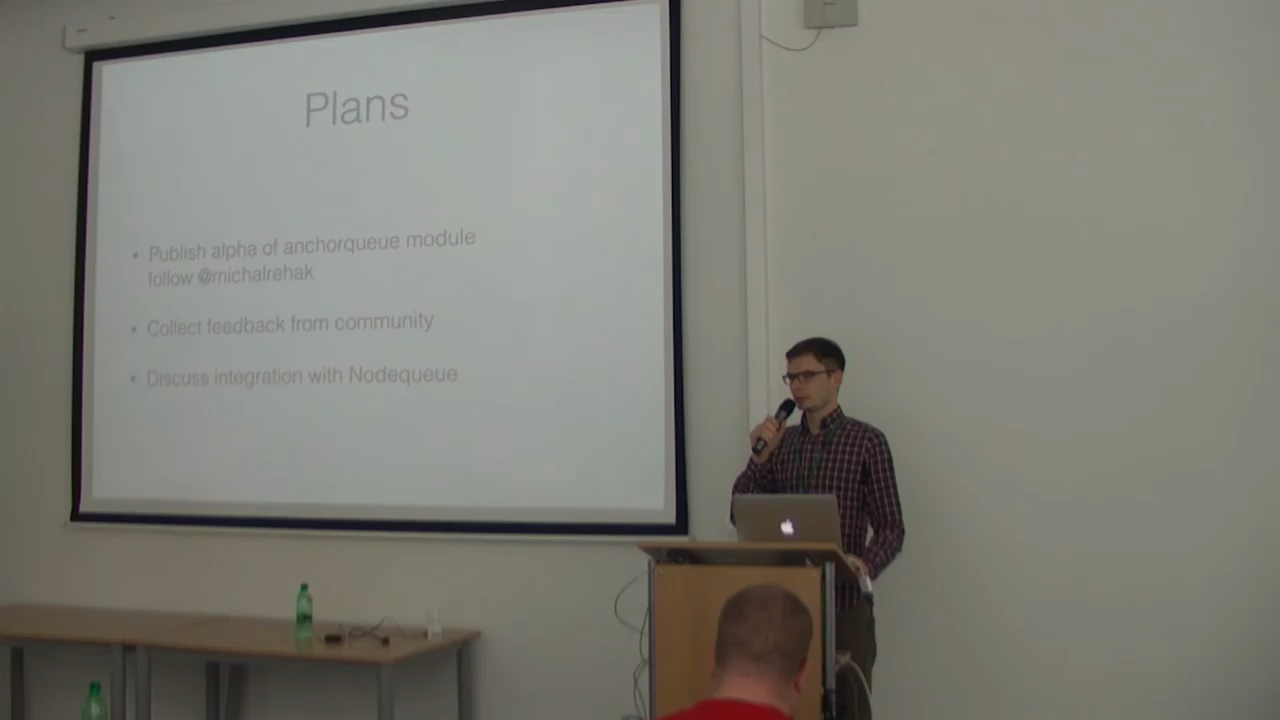 Plans
• Publish alpha of anchorqueue module
follow @michalrehak
• Collect feedback from community
• Discuss integration with Nodequeue